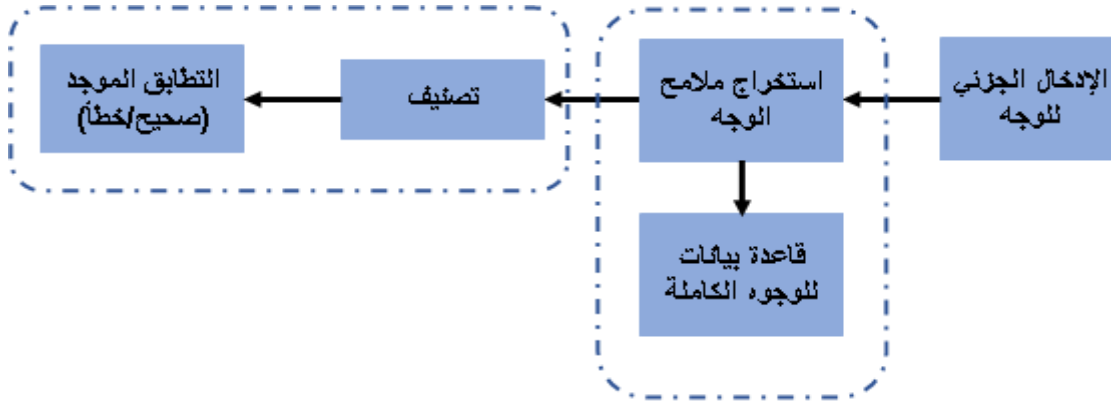 الإدخال الجزئي
للوجه
استخراج ملامح
الوجه
تصنيف
التطابق الموجد
(صحيح/خطأ)
قاعدة بيانات
للوجوه الكاملة